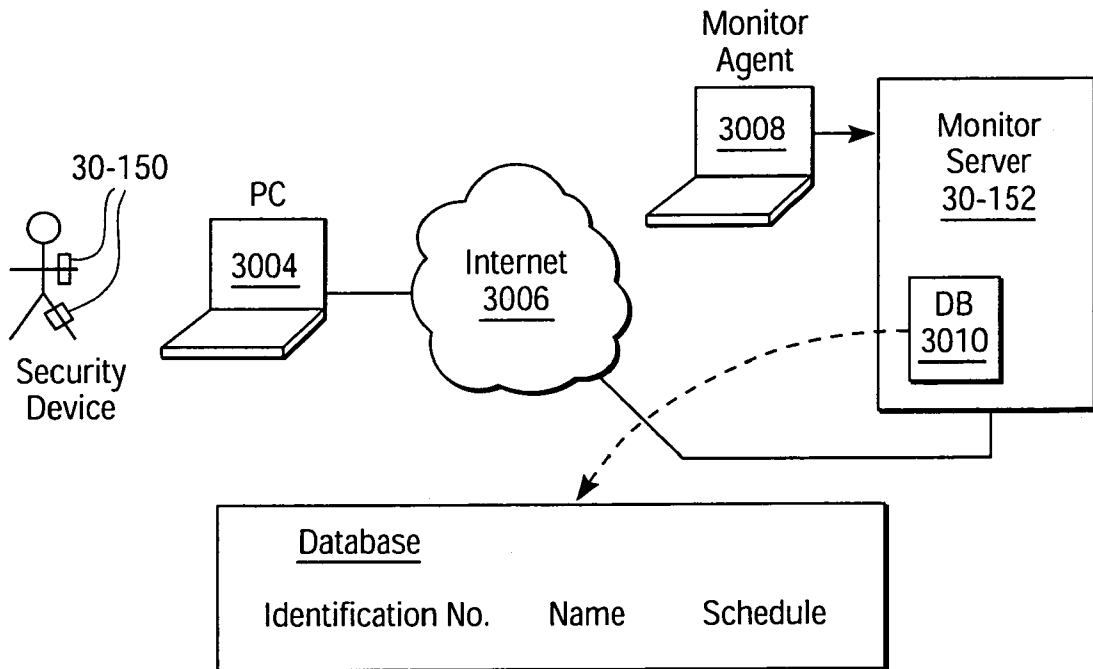 Monitor
Agent
3008
Monitor
Server
30-152
30-150
PC
3004
Internet
3006
DB
3010
Security
Device
Database
Identification No. Name Schedule